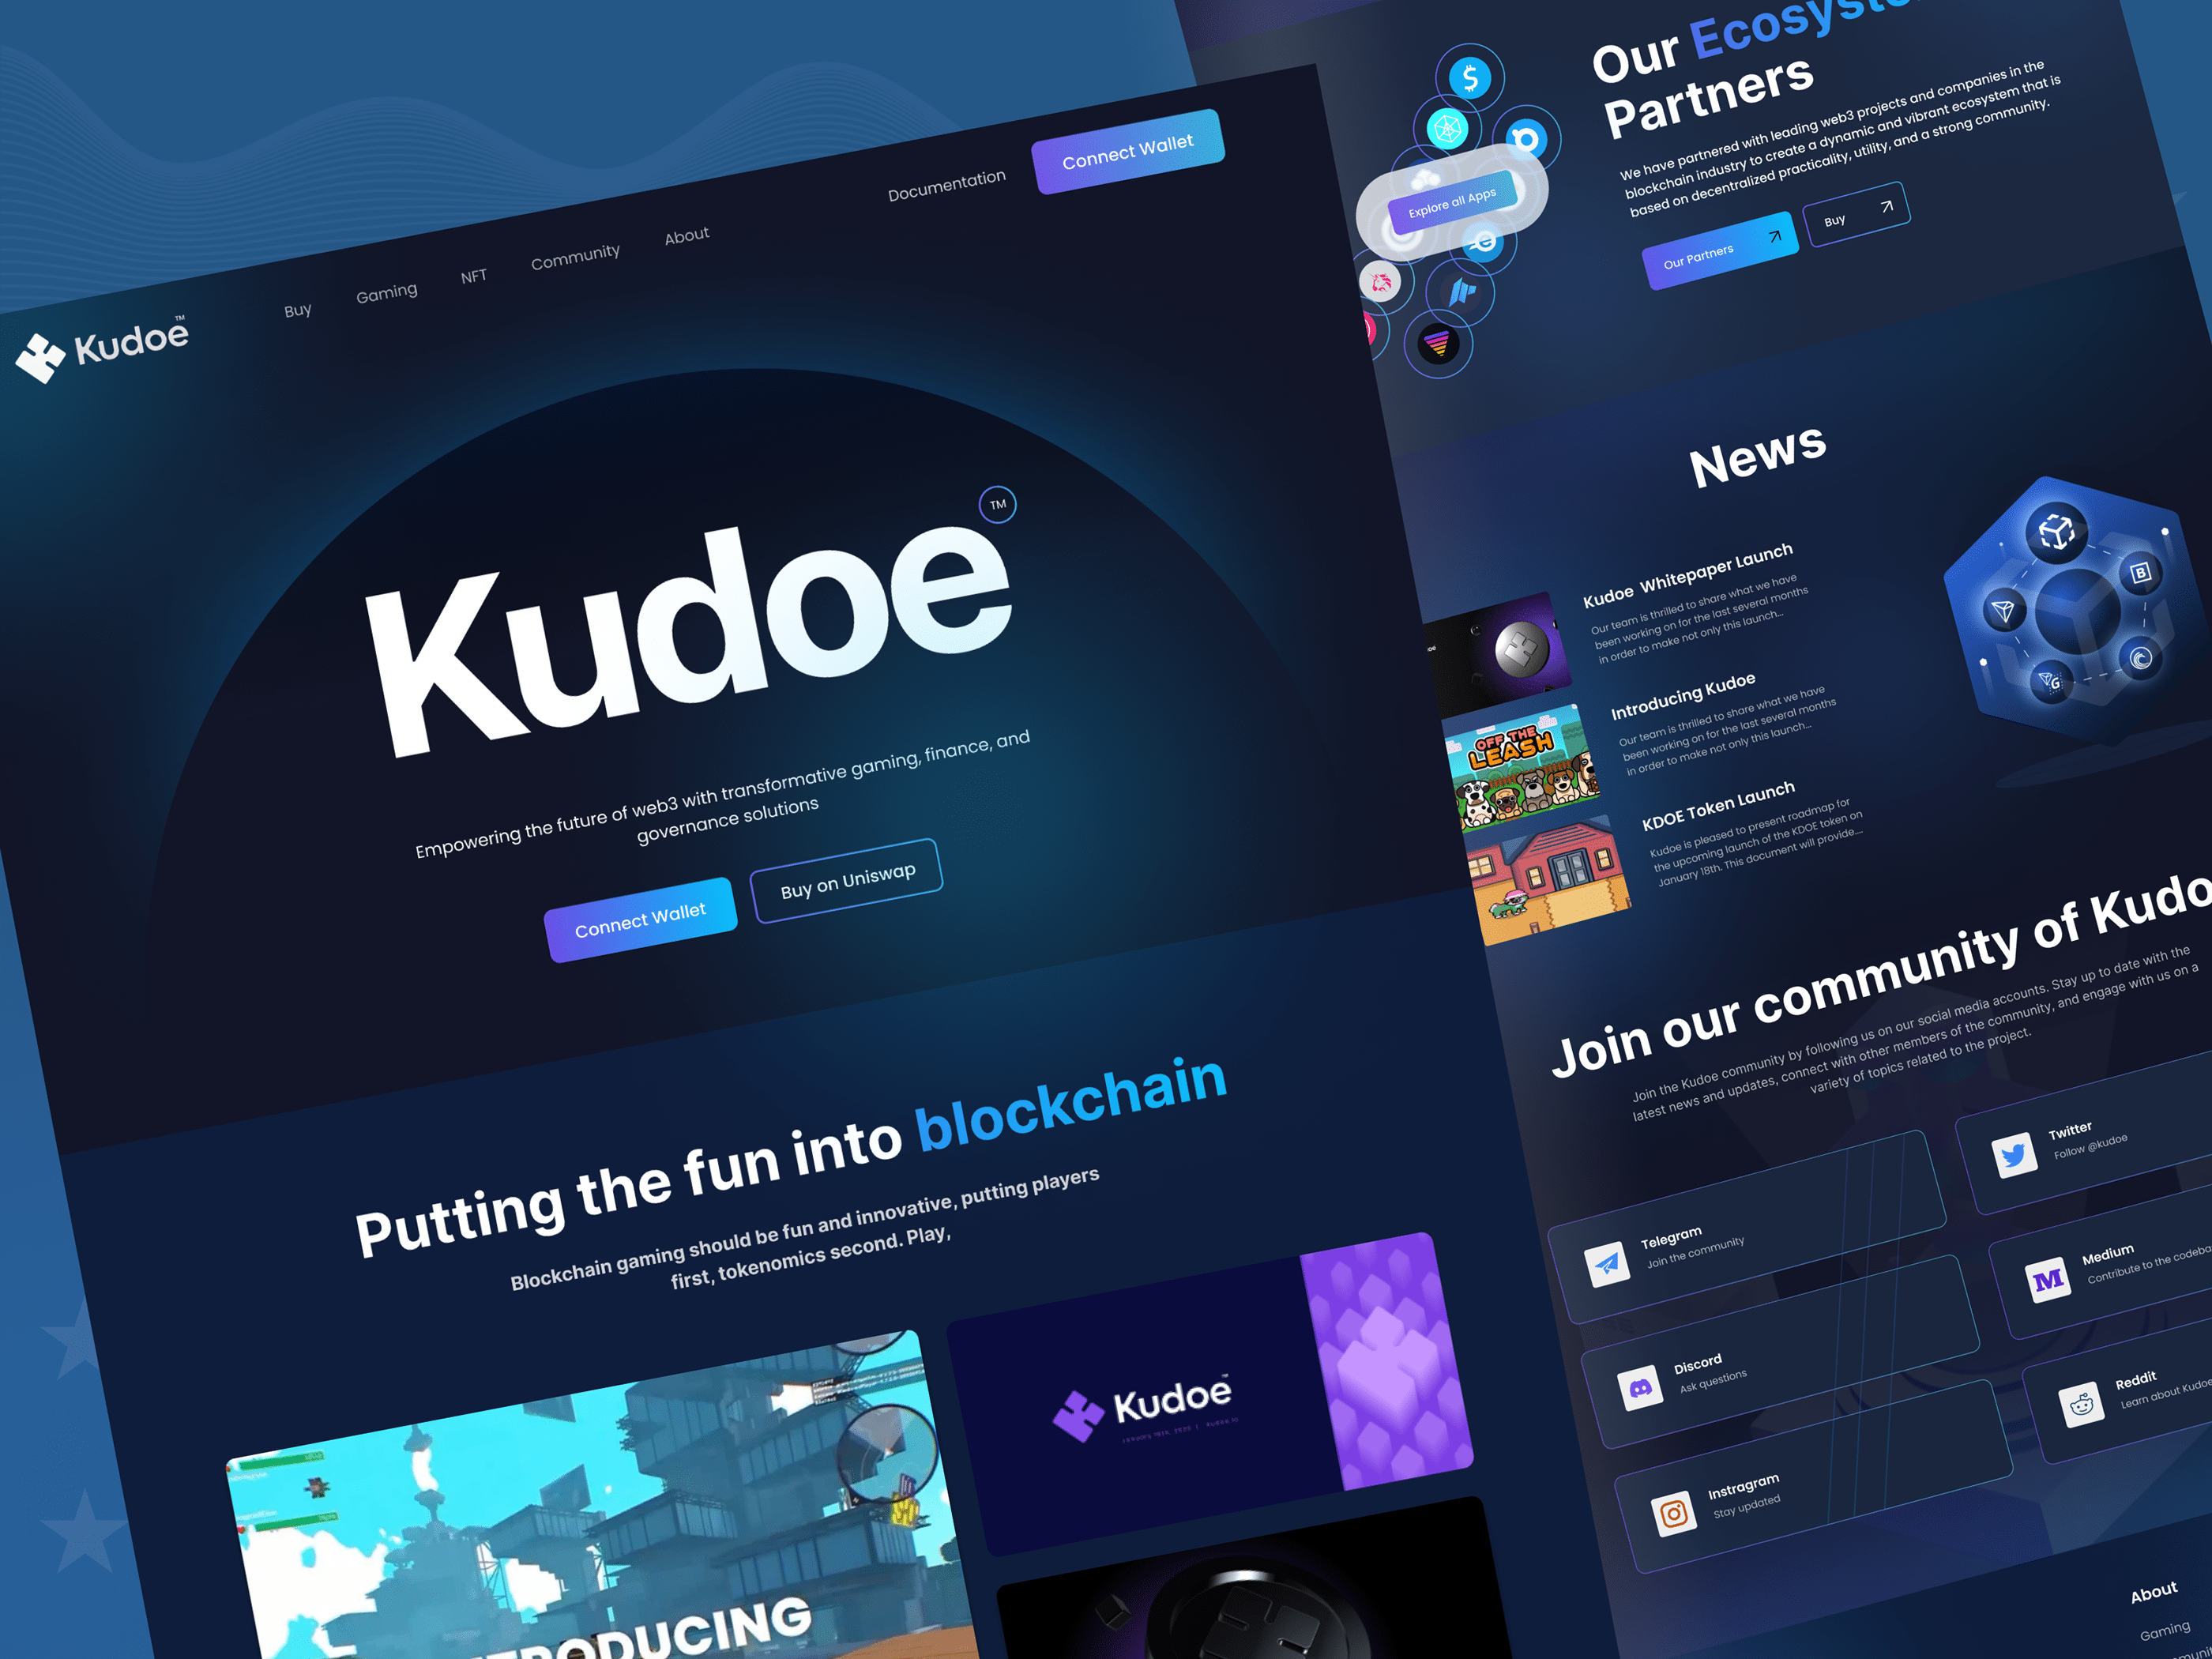 Kudoe™
Buy
Gaming
NFT
Community
About
Documentation
Connect Wallet
Kudoe
TM
Empowering the future of web3 with transformative gaming, finance, and
governance solutions
Connect Wallet
Buy on Uniswap
Putting the fun into blockchain
Blockchain gaming should be fun and innovative, putting players
first, tokenomics second. Play,
Kudoe
Our
Partners
We have partnered with leading web3 projects and companies in the
blockchain industry to create a dynamic and vibrant ecosystem that is
based on decentralized practicality, utility, and a strong community.
Our Partners
Buy
Explore all Apps
News
Kudoe Whitepaper Launch
Our team is thrilled to share what we have
been working on for the last several months
in order to make not only this launch...
OFF THE
LEASH
Introducing Kudoe
Our team is thrilled to share what we have
been working on for the last several months
in order to make not only this launch...
KDOE Token Launch
Kudoe is pleased to present roadmap for
the upcoming launch of the KDOE token on
January 18th. This document will provide....
Join our community of Kudo
Join the Kudoe community by following us on our social media accounts. Stay up to date with the
latest news and updates, connect with other members of the community, and engage with us on a
variety of topics related to the project.
Telegram
Join the community
Twitter
Follow @kudoe
Discord
Ask questions
Medium
Contribute to the codeba
Instragram
Stay updated
Reddit
Learn about Kudoe
About
Gaming